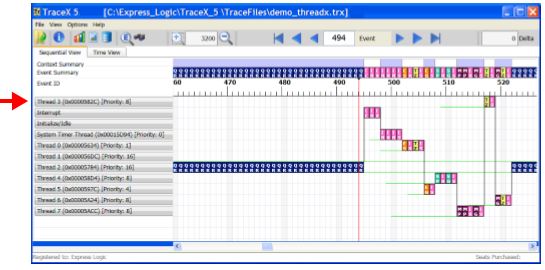 TraceX 5 [C:\Express_Logic\TraceX_5 \TraceFiles\demo_threadx.trx]
File View Options Help
3200 494 Event 0 Delta
Sequential View Time View
Context Summary
Event Summary
Event ID 60 470 480 490 500 510 520
Thread 3 (0x0000582C) [Priority: 8]
Interrupt
Initialize/Idle
System Timer Thread (0x00015D94) [Priority: 0]
Thread 0 (0x00005634) [Priority: 1]
Thread 1 (0x000056DC) [Priority: 16]
Thread 2 (0x00005784) [Priority: 16]
Thread 4 (0x000058D4) [Priority: 8]
Thread 5 (0x0000597C) [Priority: 4]
Thread 6 (0x00005A24) [Priority: 8]
Thread 7 (0x00005ACC) [Priority: 8]
Registered to: Express Logic Seats Purchased: